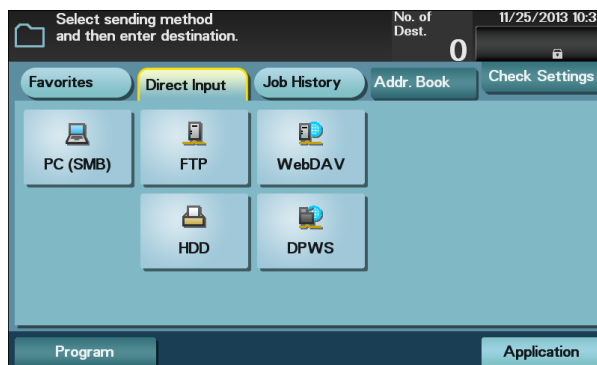 Select sending method
and then enter destination.
No. of
Dest.
0
11/25/2013 10:3
Favorites
Direct Input
Job History
Addr. Book
Check Settings
PC (SMB)
FTP
WebDAV
HDD
DPWS
Program
Application